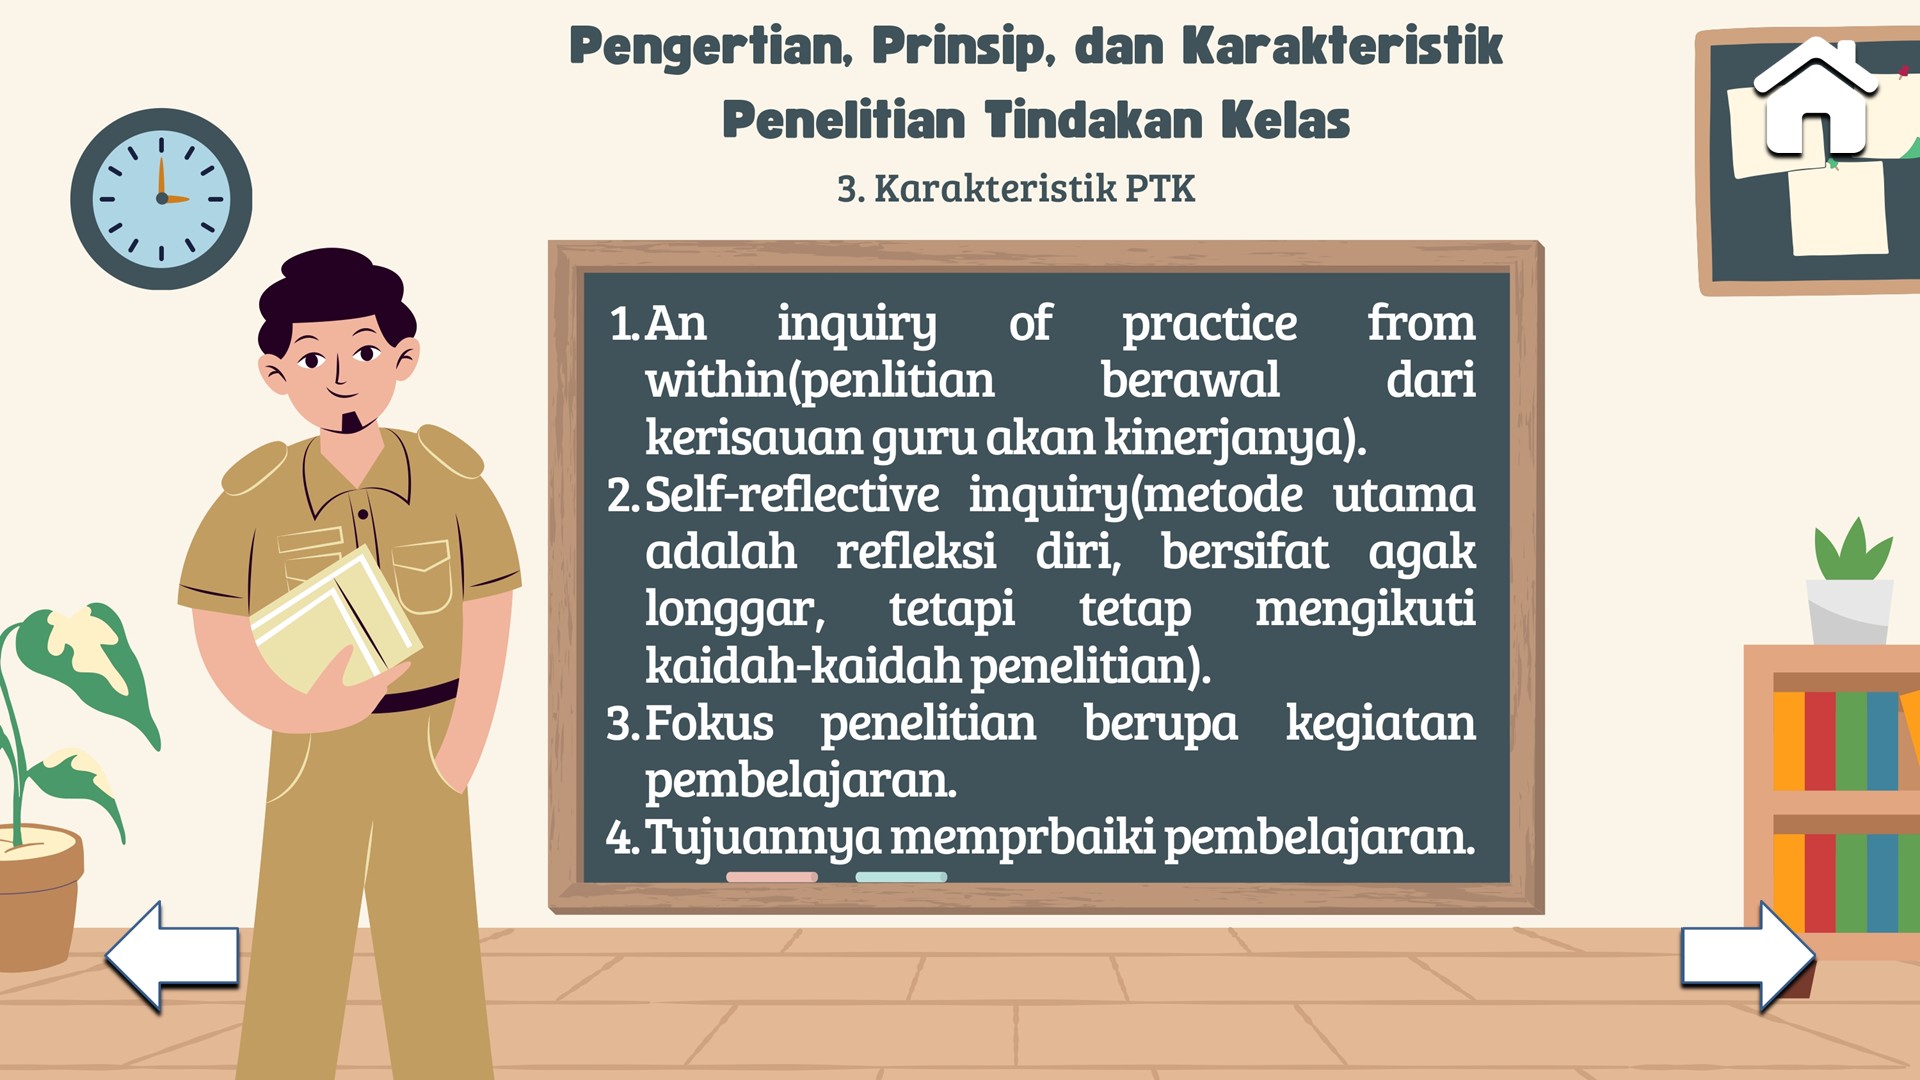 Pengertian, Prinsip, dan Karakteristik
Penelitian Tindakan Kelas
3. Karakteristik PTK
1. An inquiry of practice from
within(penlitian berawal dari
kerisauan guru akan kinerjanya).
2. Self-reflective inquiry(metode utama
adalah refleksi diri, bersifat agak
longgar, tetapi tetap mengikuti
kaidah-kaidah penelitian).
3. Fokus penelitian berupa kegiatan
pembelajaran.
4. Tujuannya memprbaiki pembelajaran.